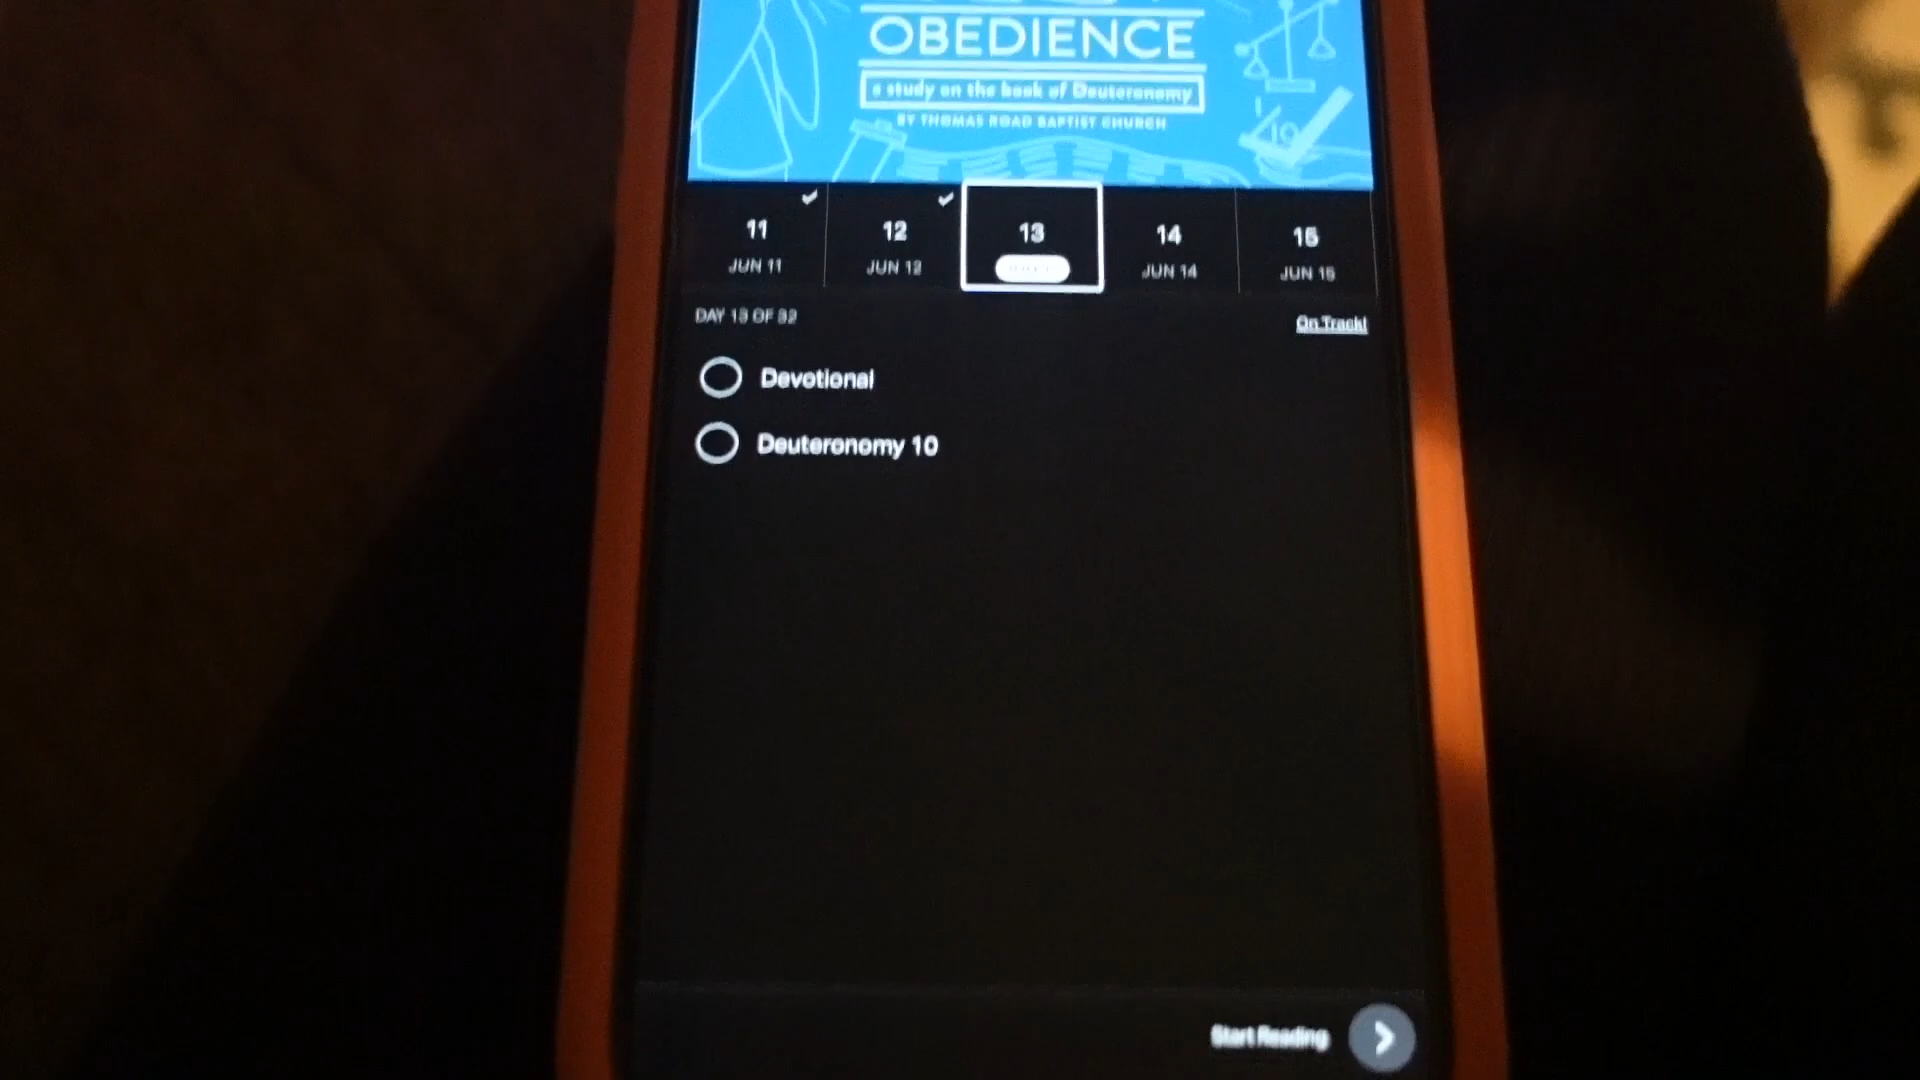 OBEDIENCE
a study on the book of Deuteronomy
BY THOMAS ROAD BAPTIST CHURCH
11
JUN 11
12
JUN 12
13
14
JUN 14
15
JUN 15
DAY 13 OF 32
On Track!
Devotional
Deuteronomy 10
Start Reading